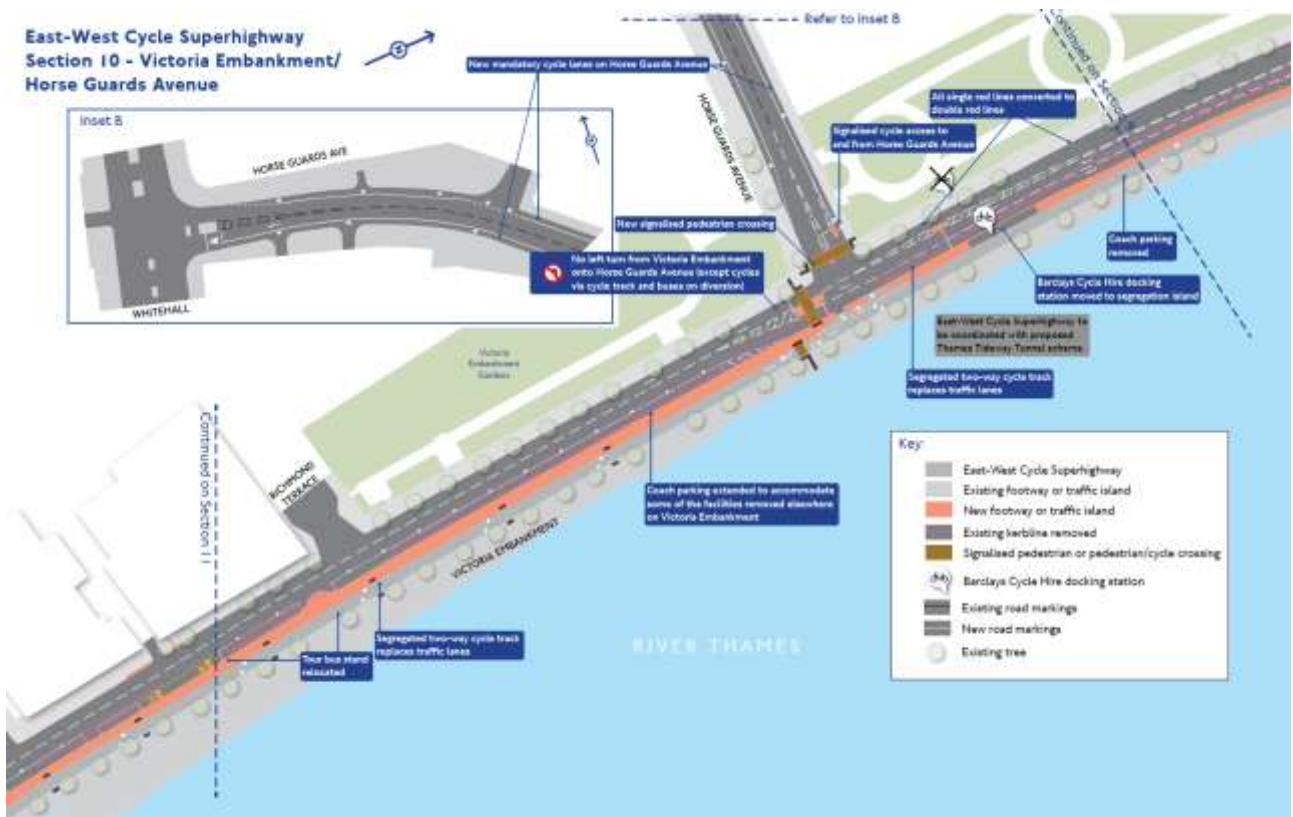 East-West Cycle Superhighway
Section 10 - Victoria Embankment/
Horse Guards Avenue
N
Refer to inset B
Continued on Section
New mandatory cycle lanes on Horse Guards Avenue
All single red lines converted to
double red lines
Inset B
HORSE GUARDS AVE
WHITEHALL
HORSE GUARDS AVENUE
Signalised cycle access to
and from Horse Guards Avenue
New signalised pedestrian crossing
No left turn from Victoria Embankment
onto Horse Guards Avenue (except cycles
via cycle track and buses on diversion)
Coach parking
removed
Barclays Cycle Hire docking
station moved to segregation island
East-West Cycle Superhighway to
be coordinated with proposed
Thames Tideway Tunnel scheme
Victoria
Embankment
Gardens
Segregated two-way cycle track
replaces traffic lanes
Continued on Section 11
RICHMOND
TERRACE
Coach parking extended to accommodate
some of the facilities removed elsewhere
on Victoria Embankment
VICTORIA EMBANKMENT
Segregated two-way cycle track
replaces traffic lanes
Tour bus stand
relocated
RIVER THAMES
Key:
East-West Cycle Superhighway
Existing footway or traffic island
New footway or traffic island
Existing kerbline removed
Signalised pedestrian or pedestrian/cycle crossing
Barclays Cycle Hire docking station
Existing road markings
New road markings
Existing tree